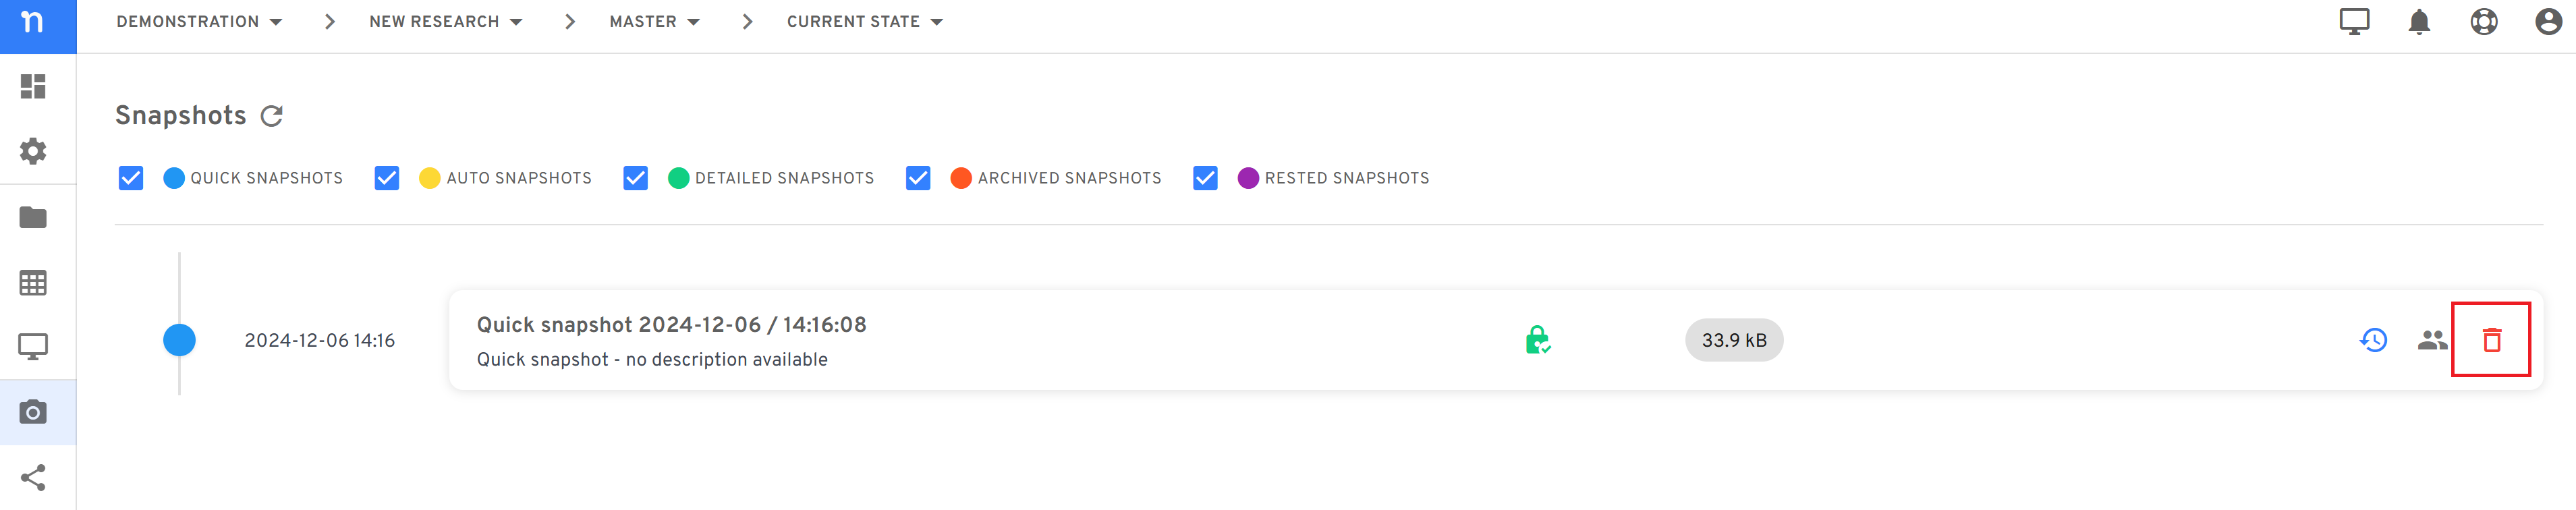 n
DEMONSTRATION
NEW RESEARCH
MASTER
CURRENT STATE
Snapshots
QUICK SNAPSHOTS
AUTO SNAPSHOTS
DETAILED SNAPSHOTS
ARCHIVED SNAPSHOTS
RESTED SNAPSHOTS
2024-12-06 14:16
Quick snapshot 2024-12-06 / 14:16:08
Quick snapshot - no description available
33.9 kB